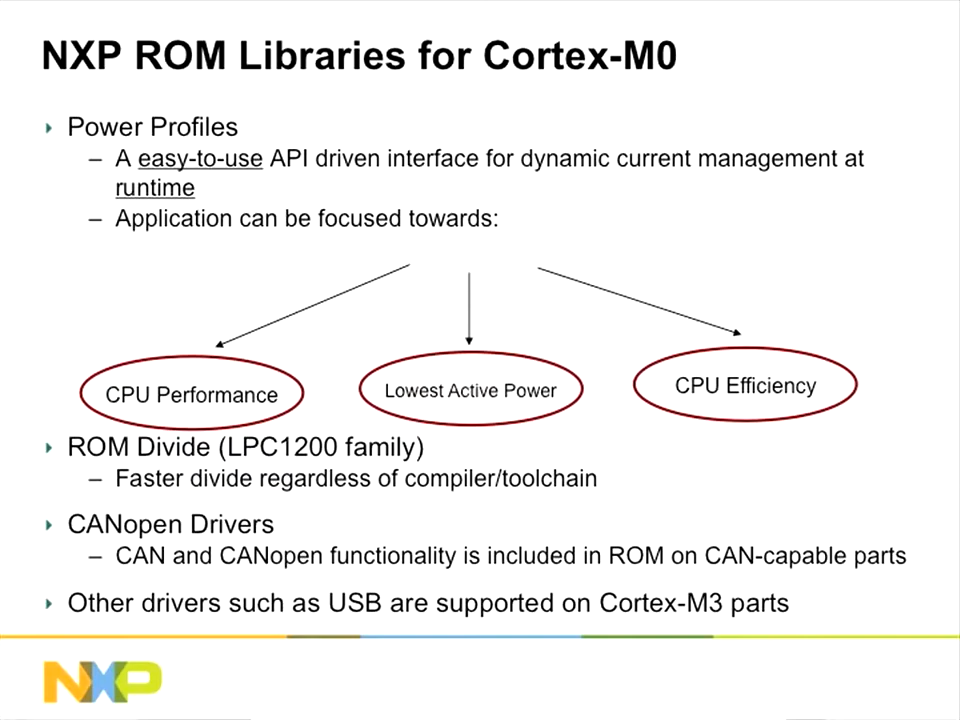 NXP ROM Libraries for Cortex-M0
Power Profiles
– A easy-to-use API driven interface for dynamic current management at
runtime
– Application can be focused towards:
CPU Performance
Lowest Active Power
CPU Efficiency
ROM Divide (LPC1200 family)
– Faster divide regardless of compiler/toolchain
CANopen Drivers
– CAN and CANopen functionality is included in ROM on CAN-capable parts
Other drivers such as USB are supported on Cortex-M3 parts
NXP